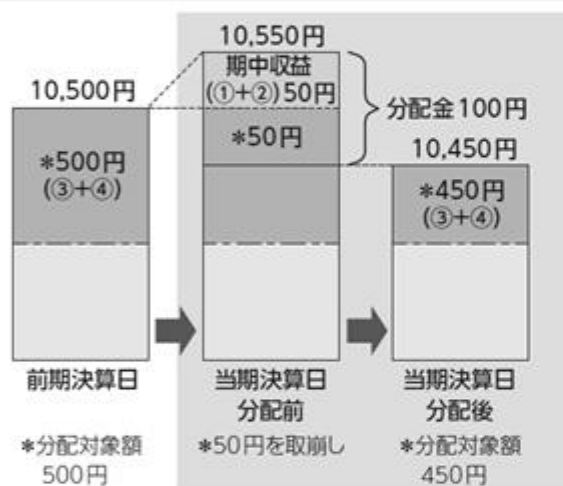 10,500円
*500円
(③+④)
前期決算日
*分配対象額
500円
10,550円
期中収益
(①+②)50円
*50円
分配金100円
当期決算日
分配前
*50円を取崩し
10,450円
*450円
(③+④)
当期決算日
分配後
*分配対象額
450円